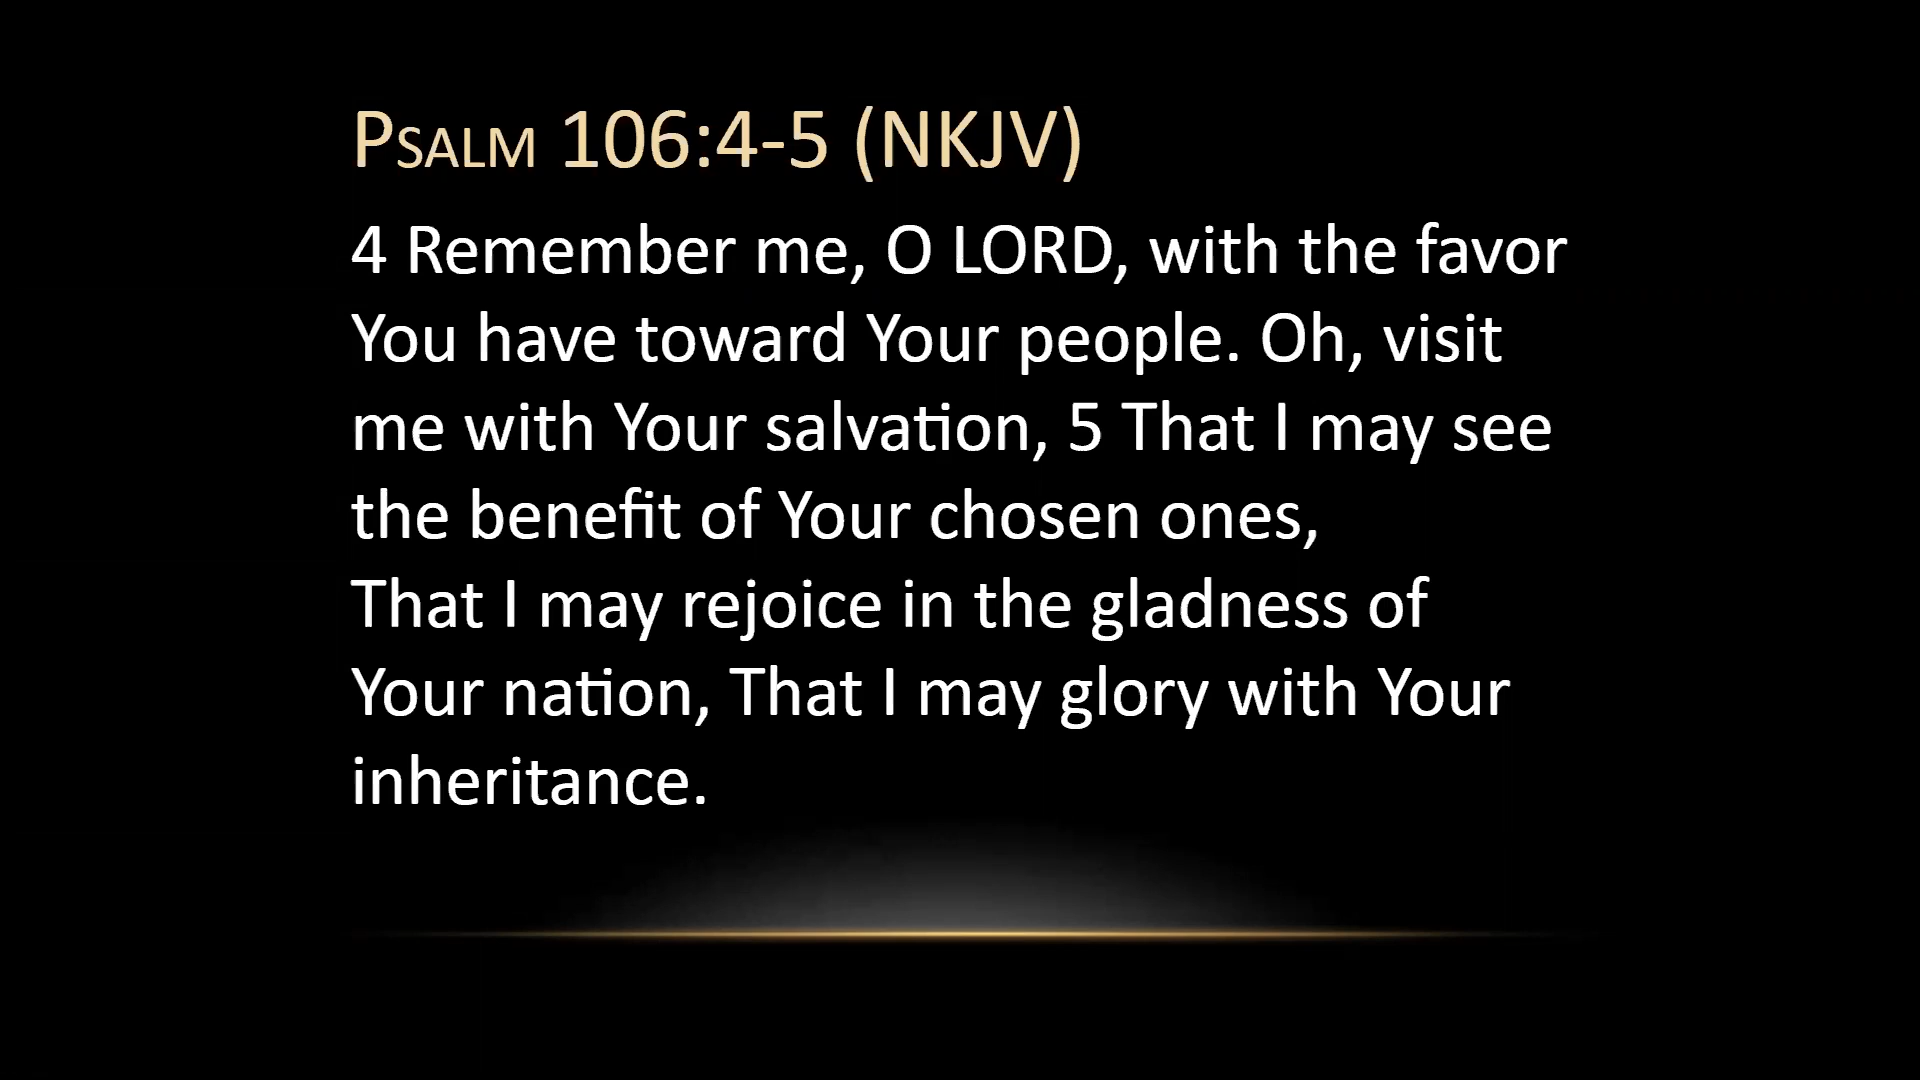 Psalm 106:4-5 (NKJV)
4 Remember me, O LORD, with the favor
You have toward Your people. Oh, visit
me with Your salvation, 5 That I may see
the benefit of Your chosen ones,
That I may rejoice in the gladness of
Your nation, That I may glory with Your
inheritance.